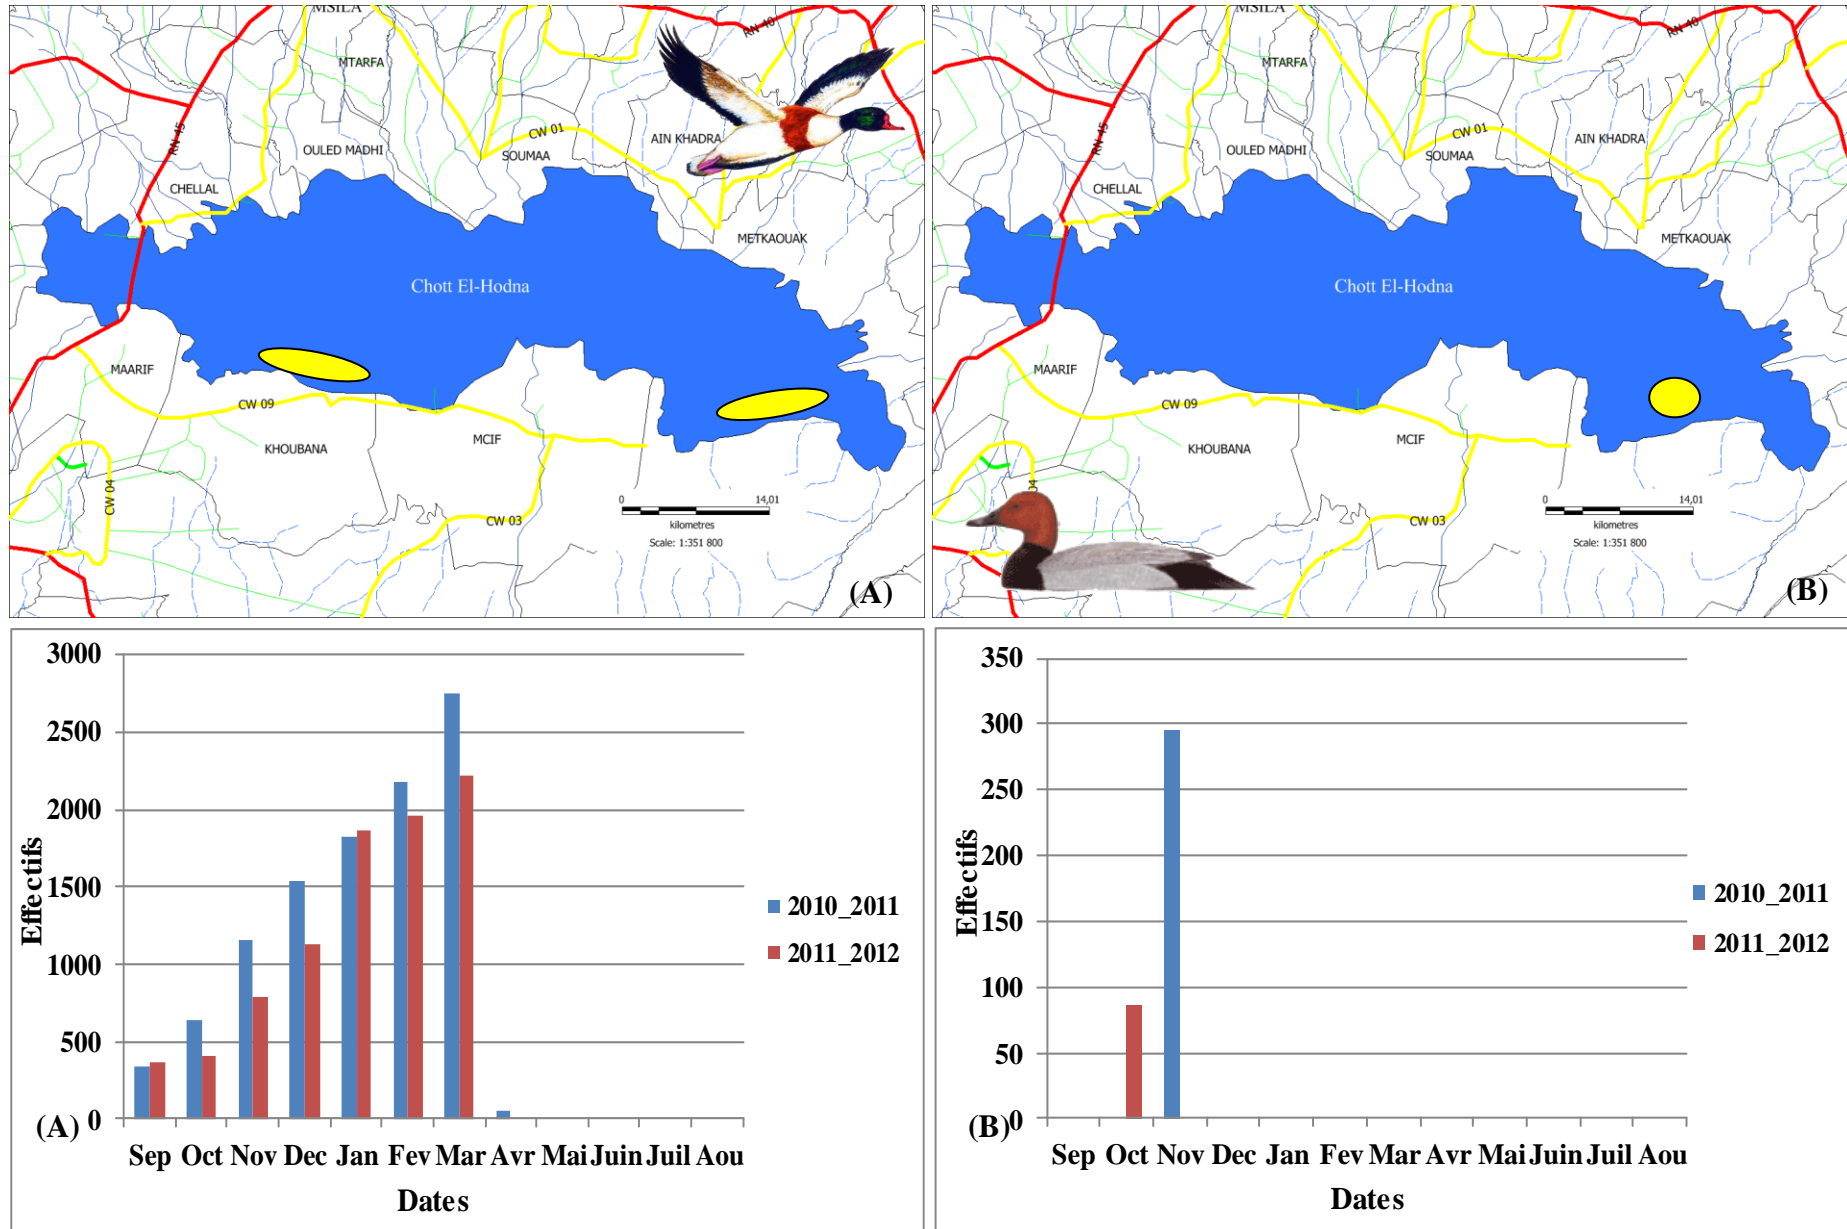 MSILA
RN 40
MTARFA
RN 45
CW 01
AIN KHADRA
OULED MADHI
SOUMAA
CHELLAL
METKAOUAK
Chott El-Hodna
MAARIF
CW 09
MCIF
KHOUBANA
CW 04
0 14,01
kilometres
CW 03
Scale: 1:351 800
(A)
MSILA
RN 40
MTARFA
RN 45
CW 01
AIN KHADRA
OULED MADHI
SOUMAA
CHELLAL
METKAOUAK
Chott El-Hodna
MAARIF
CW 09
MCIF
KHOUBANA
04
0 14,01
kilometres
CW 03
Scale: 1:351 800
(B)
3000
2500
2000
1500
1000
500
0
Effectifs
2010_2011
2011_2012
(A)
Sep Oct Nov Dec Jan Fev Mar Avr Mai Juin Juil Aou
Dates
350
300
250
200
150
100
50
0
Effectifs
2010_2011
2011_2012
(B)
Sep Oct Nov Dec Jan Fev Mar Avr Mai Juin Juil Aou
Dates